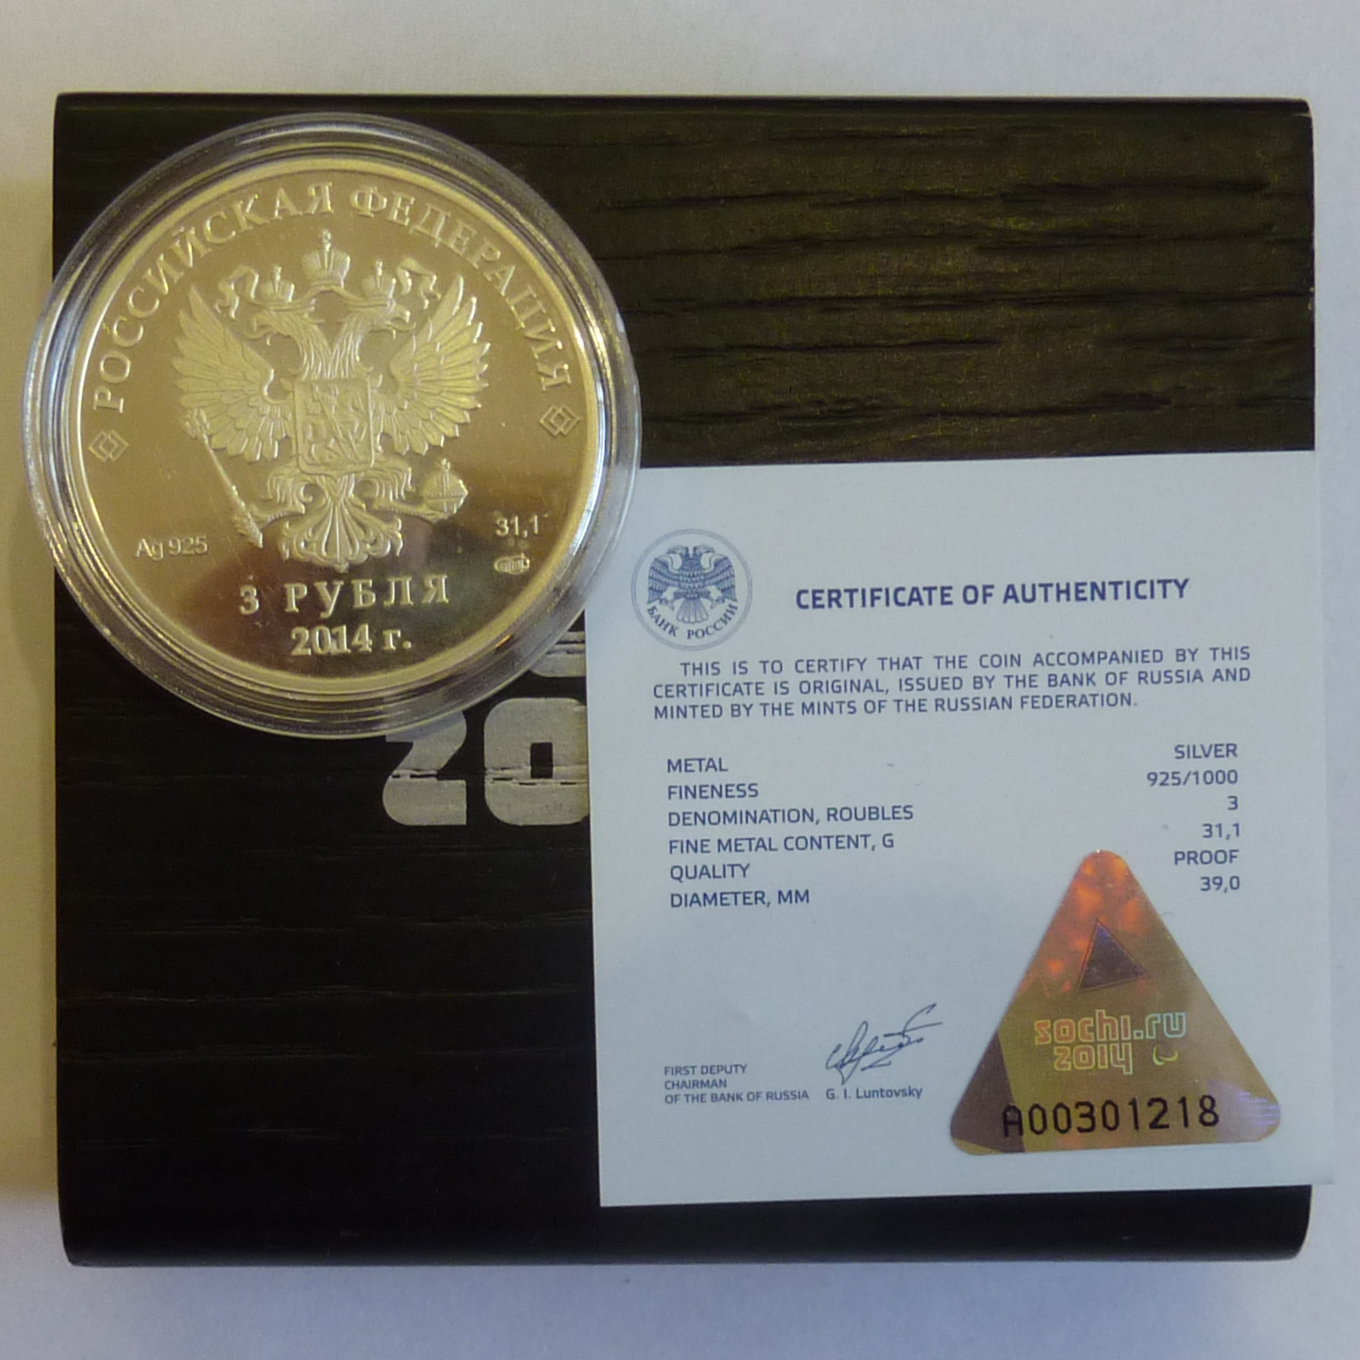 РОССИЙСКАЯ ФЕДЕРАЦИЯ
Ag 925
31,1
3 РУБЛЯ
2014 г.
20
БАНК РОССИИ
CERTIFICATE OF AUTHENTICITY
THIS IS TO CERTIFY THAT THE COIN ACCOMPANIED BY THIS
CERTIFICATE IS ORIGINAL, ISSUED BY THE BANK OF RUSSIA AND
MINTED BY THE MINTS OF THE RUSSIAN FEDERATION.
METAL SILVER
FINENESS 925/1000
DENOMINATION, ROUBLES 3
FINE METAL CONTENT, G 31,1
QUALITY PROOF
DIAMETER, MM 39,0
FIRST DEPUTY
CHAIRMAN
OF THE BANK OF RUSSIA G. I. Luntovsky
sochi.ru
2014
A00301218